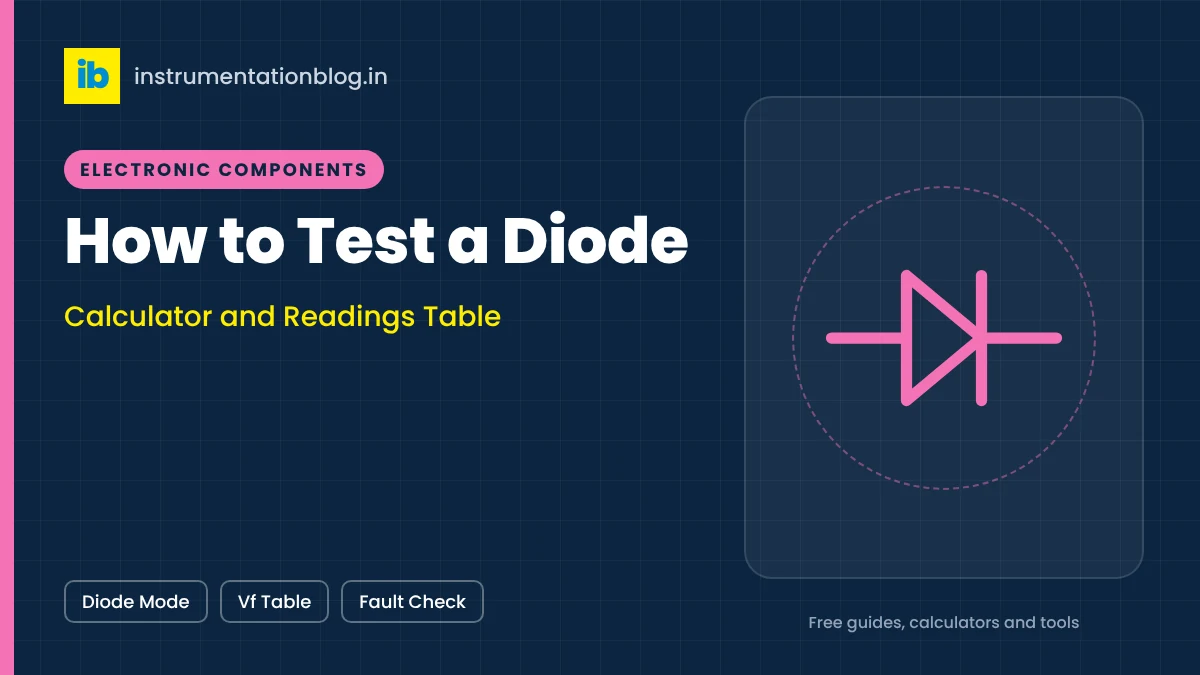 ib
instrumentationblog.in
ELECTRONIC COMPONENTS
How to Test a Diode
Calculator and Readings Table
Diode Mode
Vf Table
Fault Check
Free guides, calculators and tools